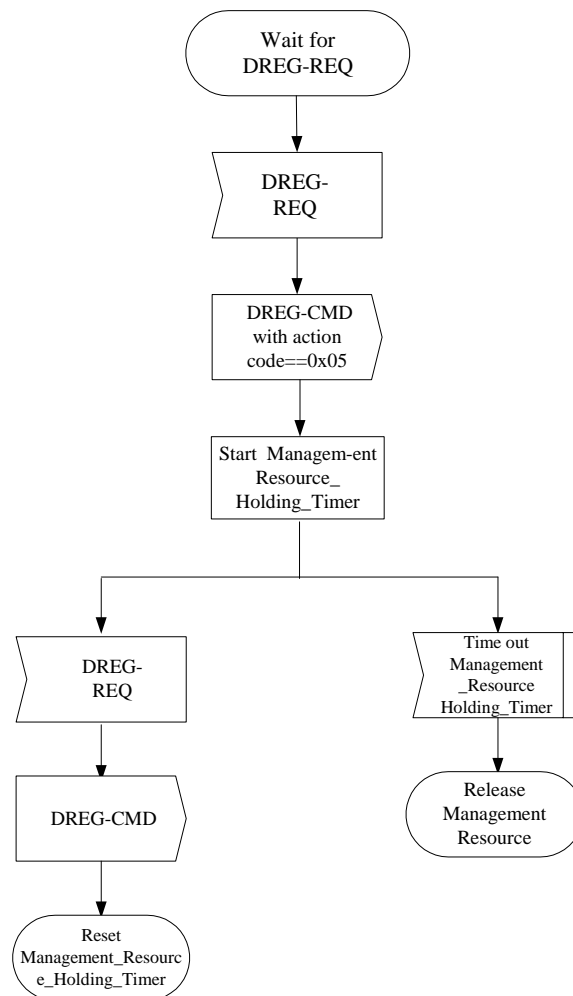 Wait for
DREG-REQ
DREG-
REQ
DREG-CMD
with action
code==0x05
Start Managem-ent
Resource_
Holding_Timer
DREG-
REQ
DREG-CMD
Reset
Management_Resourc
e_Holding_Timer
Time out
Management
_Resource
Holding_Timer
Release
Management
Resource